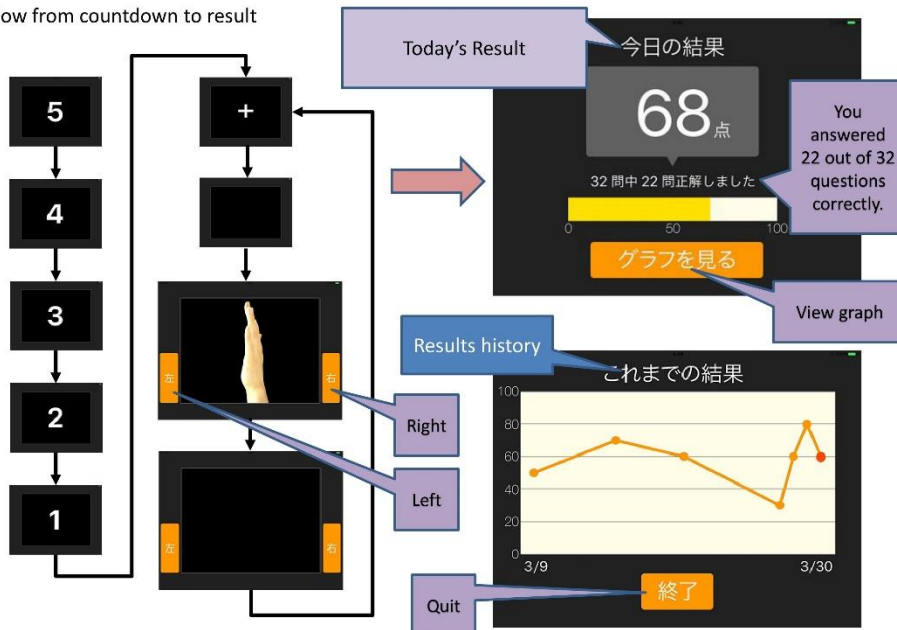 ow from countdown to result
5
4
3
2
1
+
左
右
Right
Left
左
右
Today's Result
今日の結果
68点
32 問中 22 問正解しました
You
answered
22 out of 32
questions
correctly.
0 50 100
グラフを見る
View graph
Results history
これまでの結果
100
80
60
40
20
0
3/9 3/30
終了
Quit